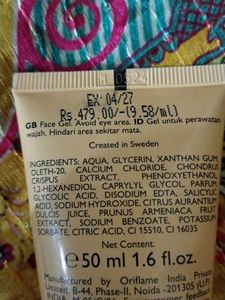 N 0524
EX 04/27
Rs.479.00/-(9.58/ml)
GB Face Gel. Avoid eye area. ID Gel untuk perawatan
wajah. Hindari area sekitar mata.
Created in Sweden
INGREDIENTS: AQUA, GLYCERIN, XANTHAN GUM,
OLETH-20, CALCIUM CHLORIDE, CHONDRUS
CRISPUS EXTRACT, PHENOXYETHANOL,
1,2-HEXANEDIOL, CAPRYLYL GLYCOL, PARFUM,
GLYCOLIC ACID, DISODIUM EDTA, SALICYLIC
ACID, SODIUM HYDROXIDE, CITRUS AURANTIUM
DULCIS EXTRACT, PRUNUS ARMENIACA FRUIT
EXTRACT, SODIUM BENZOATE, POTASSIUM
SORBATE, CITRIC ACID, CI 15510, CI 16035
Net Content:
e 50 ml 1.6 fl.oz.
Manufactured by Oriflame India Private
Limited, B-44, Phase-II, Noida-201305, U.P.
feedback